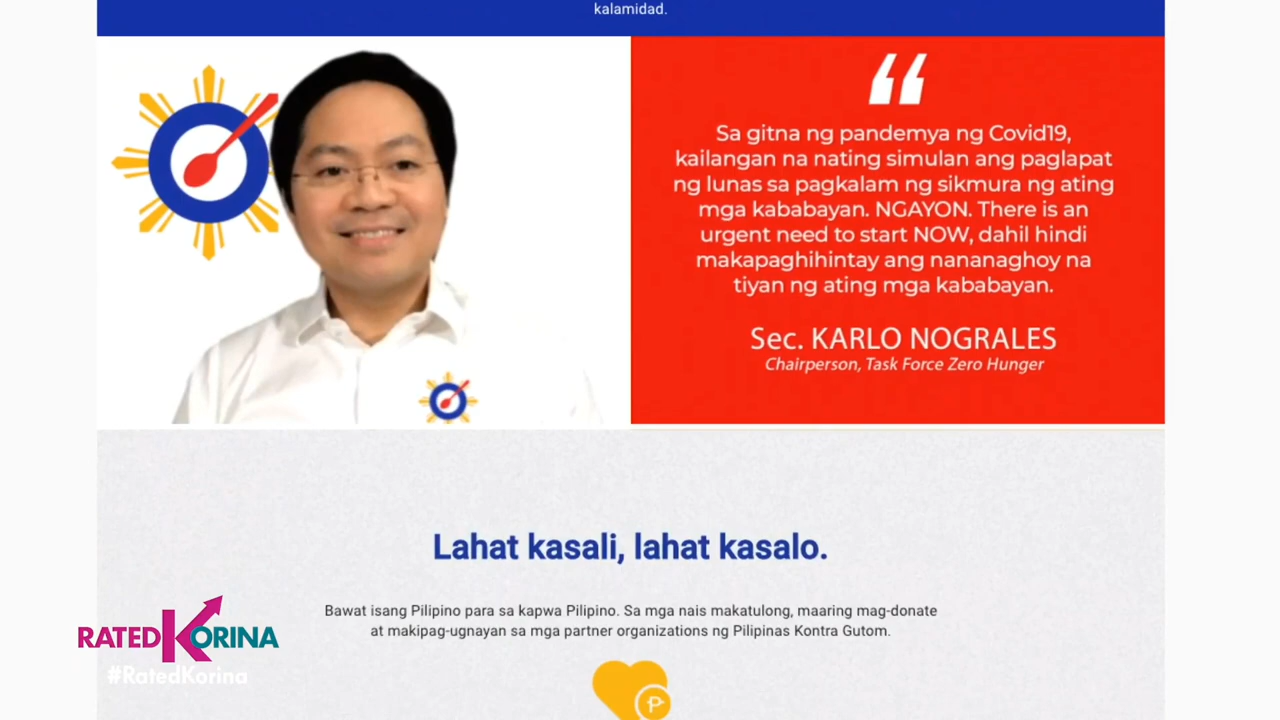 kalamidad.
“
Sa gitna ng pandemya ng Covid19,
kailangan na nating simulan ang paglapat
ng lunas sa pagkalam ng sikmura ng ating
mga kababayan. NGAYON. There is an
urgent need to start NOW, dahil hindi
makapaghihintay ang nananaghoy na
tiyan ng ating mga kababayan.
Sec. KARLO NOGRALES
Chairperson, Task Force Zero Hunger
Lahat kasali, lahat kasalo.
Bawat isang Pilipino para sa kapwa Pilipino. Sa mga nais makatulong, maaring mag-donate
at makipag-ugnayan sa mga partner organizations ng Pilipinas Kontra Gutom.
RATED KORINA
#RatedKorina